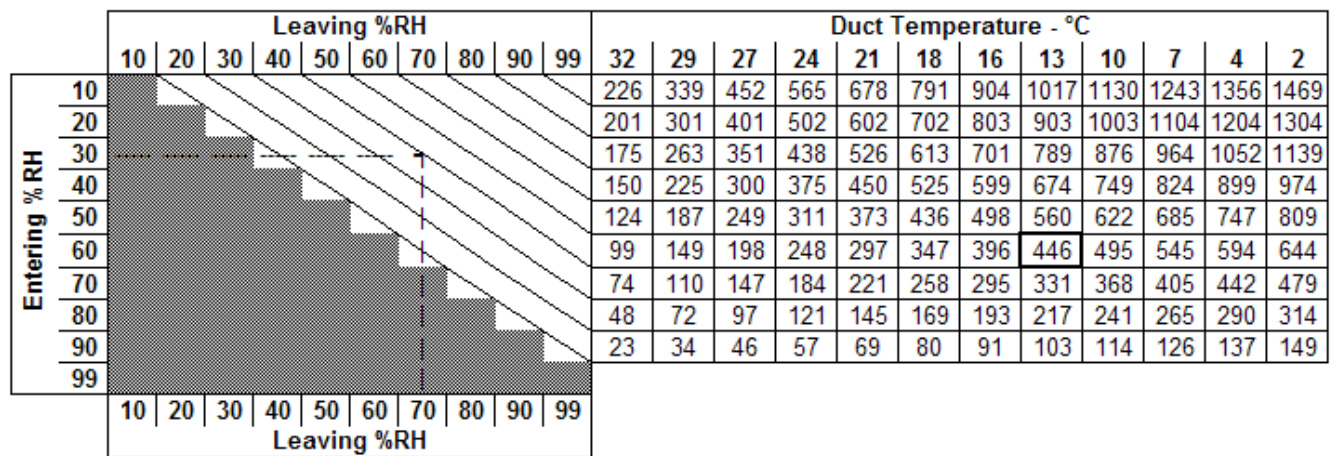 Leaving %RH Duct Temperature - °C
10 20 30 40 50 60 70 80 90 99 32 29 27 24 21 18 16 13 10 7 4 2
Entering % RH
10 226 339 452 565 678 791 904 1017 1130 1243 1356 1469
20 201 301 401 502 602 702 803 903 1003 1104 1204 1304
30 175 263 351 438 526 613 701 789 876 964 1052 1139
40 150 225 300 375 450 525 599 674 749 824 899 974
50 124 187 249 311 373 436 498 560 622 685 747 809
60 99 149 198 248 297 347 396 446 495 545 594 644
70 74 110 147 184 221 258 295 331 368 405 442 479
80 48 72 97 121 145 169 193 217 241 265 290 314
90 23 34 46 57 69 80 91 103 114 126 137 149
99
10 20 30 40 50 60 70 80 90 99
Leaving %RH